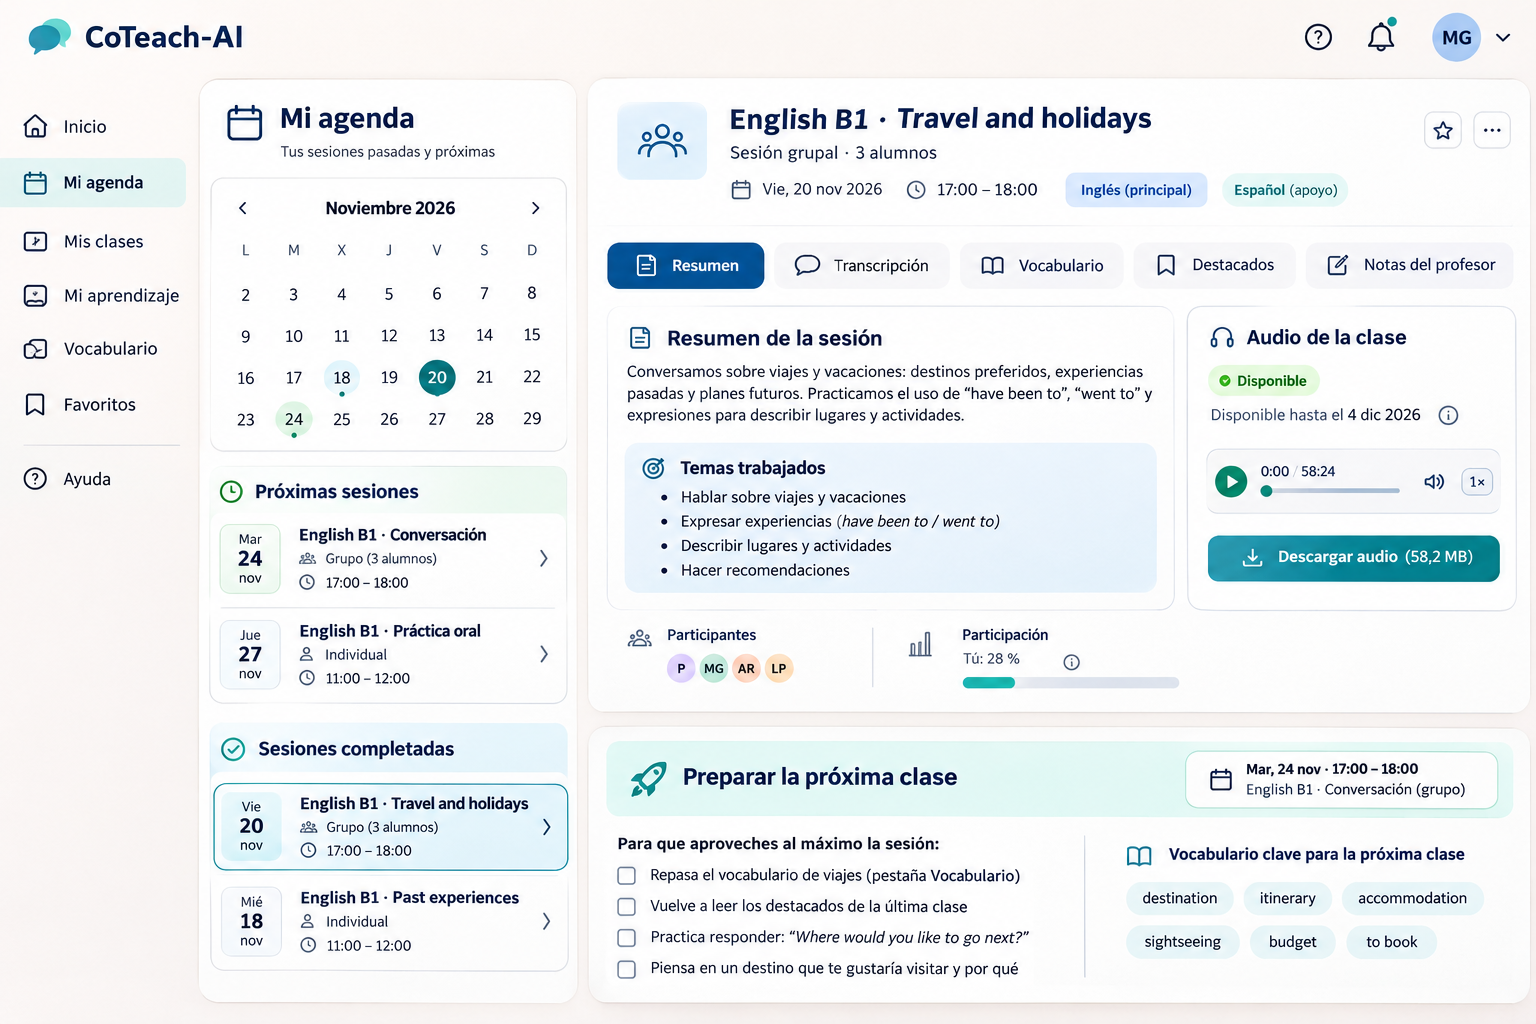 CoTeach-AI
MG
Inicio
Mi agenda
Mis clases
Mi aprendizaje
Vocabulario
Favoritos
Ayuda
Mi agenda
Tus sesiones pasadas y próximas
Noviembre 2026
L M X J V S D
2 3 4 5 6 7 8
9 10 11 12 13 14 15
16 17 18 19 20 21 22
23 24 25 26 27 28 29
Próximas sesiones
Mar
24
nov
English B1 · Conversación
Grupo (3 alumnos)
17:00 – 18:00
Jue
27
nov
English B1 · Práctica oral
Individual
11:00 – 12:00
Sesiones completadas
Vie
20
nov
English B1 · Travel and holidays
Grupo (3 alumnos)
17:00 – 18:00
Mié
18
nov
English B1 · Past experiences
Individual
11:00 – 12:00
English B1 · Travel and holidays
Sesión grupal · 3 alumnos
Vie, 20 nov 2026 17:00 – 18:00 Inglés (principal) Español (apoyo)
Resumen Transcripción Vocabulario Destacados Notas del profesor
Resumen de la sesión
Conversamos sobre viajes y vacaciones: destinos preferidos, experiencias
pasadas y planes futuros. Practicamos el uso de “have been to”, “went to” y
expresiones para describir lugares y actividades.
Temas trabajados
• Hablar sobre viajes y vacaciones
• Expresar experiencias (have been to / went to)
• Describir lugares y actividades
• Hacer recomendaciones
Audio de la clase
Disponible
Disponible hasta el 4 dic 2026
0:00 / 58:24
1×
Descargar audio (58,2 MB)
Participantes
P MG AR LP
Participación
Tú: 28 %
Preparar la próxima clase
Mar, 24 nov · 17:00 – 18:00
English B1 · Conversación (grupo)
Para que aproveches al máximo la sesión:
Repasa el vocabulario de viajes (pestaña Vocabulario)
Vuelve a leer los destacados de la última clase
Practica responder: “Where would you like to go next?”
Piensa en un destino que te gustaría visitar y por qué
Vocabulario clave para la próxima clase
destination itinerary accommodation
sightseeing budget to book